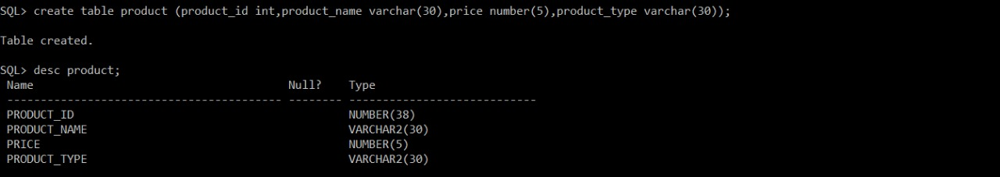 SQL> create table product (product_id int,product_name varchar(30),price number(5),product_type varchar(30));
Table created.
SQL> desc product;
Name Null? Type
----------------------------------------- -------- ----------------------------
PRODUCT_ID NUMBER(38)
PRODUCT_NAME VARCHAR2(30)
PRICE NUMBER(5)
PRODUCT_TYPE VARCHAR2(30)